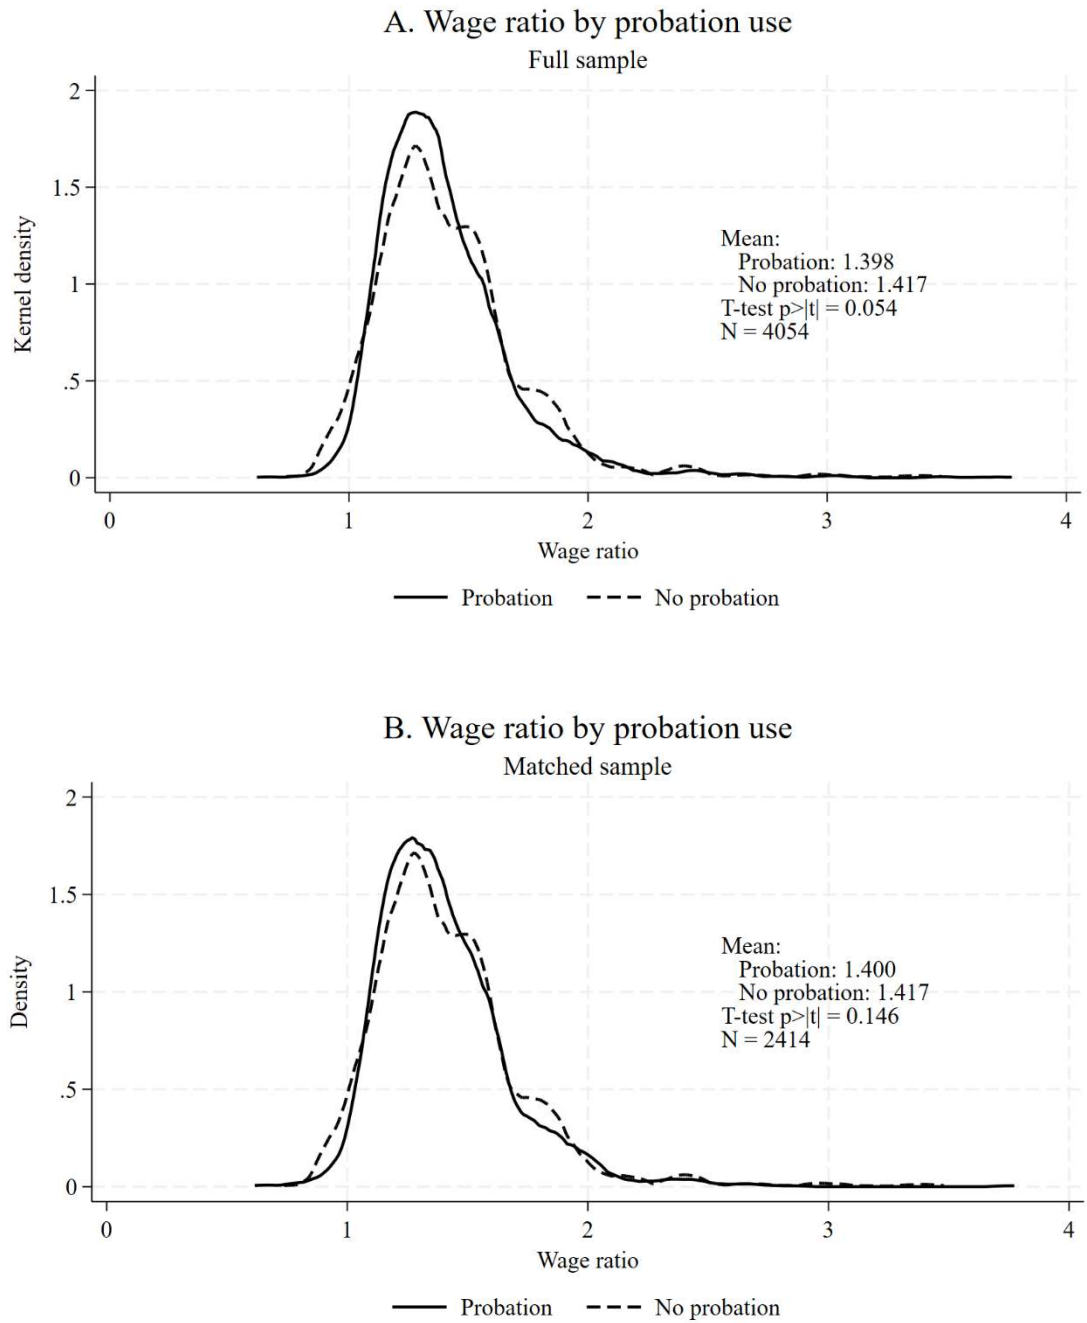 A. Wage ratio by probation use
Full sample
2
1.5
1
.5
0
Kernel density
Mean:
Probation: 1.398
No probation: 1.417
T-test p>|t| = 0.054
N = 4054
0 1 2 3 4
Wage ratio
Probation No probation
B. Wage ratio by probation use
Matched sample
2
1.5
1
.5
0
Density
Mean:
Probation: 1.400
No probation: 1.417
T-test p>|t| = 0.146
N = 2414
0 1 2 3 4
Wage ratio
Probation No probation